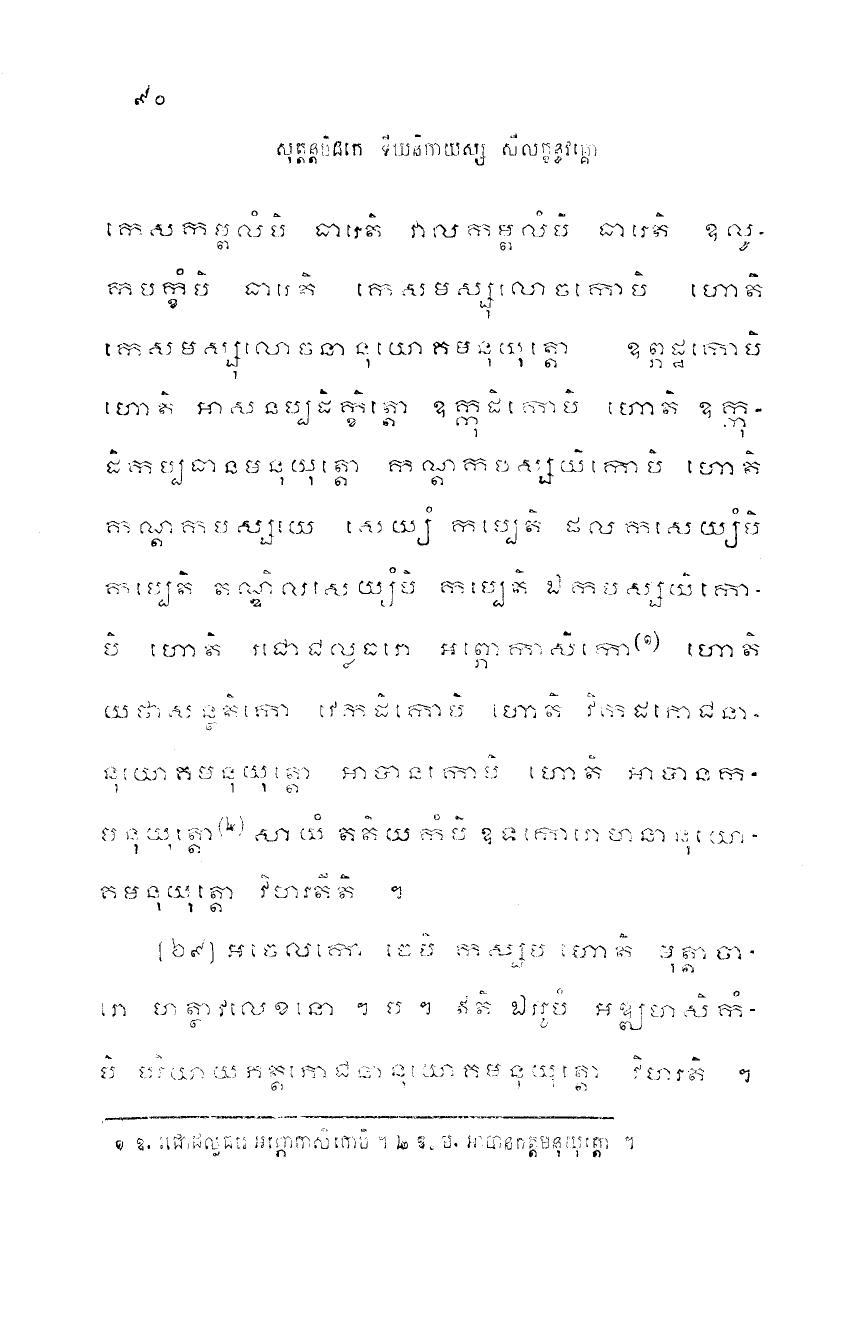 ៩០
សុត្តន្តបិដកេ ទីឃនិកាយស្ស សីលក្ខន្ធវគ្គោ
កេសកម្ពលំបិ ធារេតិ វាលកម្ពលំបិ ធារេតិ ឧលូ-
កបក្ខំបិ ធារេតិ កេសមស្សុលោចកោបិ ហោតិ
កេសមស្សុលោចនានុយោគមនុយុត្តោ ឧព្ភដ្ឋកោបិ
ហោតិ អាសនប្បដិក្ខិត្តោ ឧក្កុដិកោបិ ហោតិ ឧក្កុ-
ដិកប្បធានមនុយុត្តោ កណ្ដកាបស្សយិកោបិ ហោតិ
កណ្ដកាបស្សយេ សេយ្យំ កប្បេតិ ផលកសេយ្យំបិ
កប្បេតិ តណ្ឌិលសេយ្យំបិ កប្បេតិ ឯកបស្សយិកោ-
បិ ហោតិ រជោជល្លធរោ អព្ភោកាសិកោ(១) ហោតិ
យថាសន្ថតិកោ វេកដិកោបិ ហោតិ វិកដភោជនា-
នុយោគមនុយុត្តោ អាបានកោបិ ហោតិ អាបានក-
មនុយុត្តោ(២) សាយំ តតិយកំបិ ឧទកោរោហនានុយោ-
គមនុយុត្តោ វិហរតីតិ ។
[៦៩] អចេលកោ ចេបិ កស្សប ហោតិ មុត្តាចា-
រោ ហត្ថាវលេខនោ ។ ប ។ ឥតិ ឯវរូបំ អឌ្ឍមាសិកំ-
បិ បរិយាយភត្តភោជនានុយោគមនុយុត្តោ វិហរតិ ។
១ ឧ. រជោជល្លធរោ អព្ភោកាសិកោបិ ។ ២ ឧ. ម. អាបានកត្តមនុយុត្តោ ។